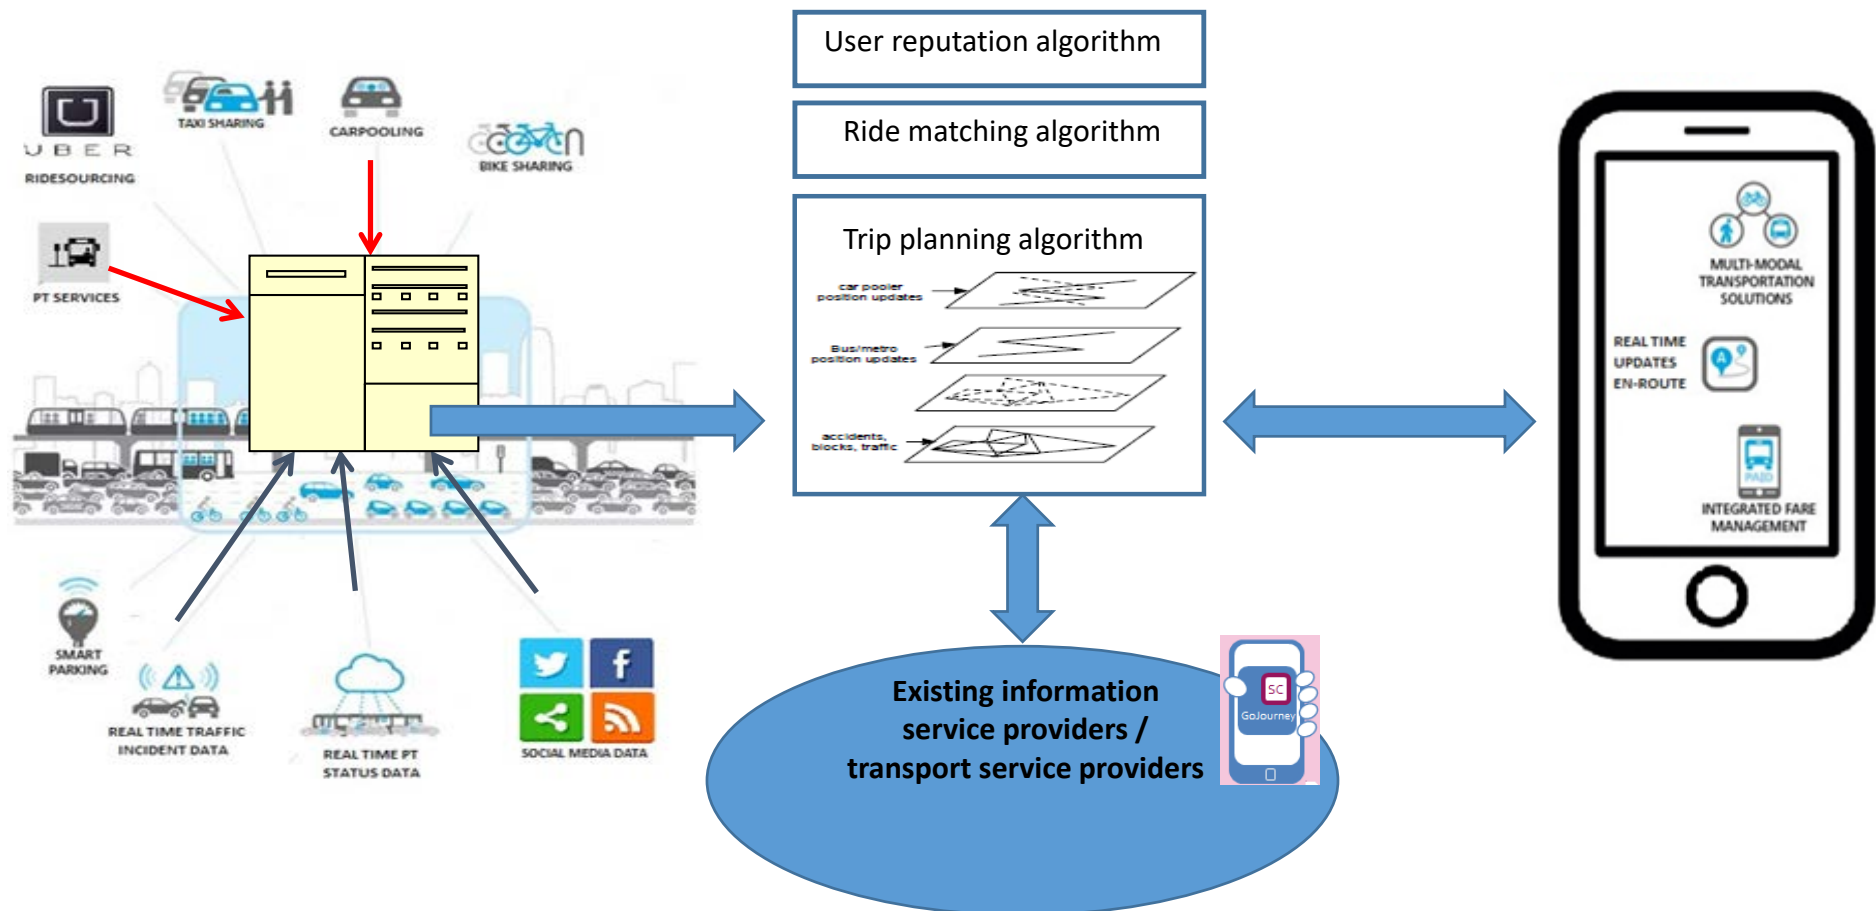 User reputation algorithm
Ride matching algorithm
Trip planning algorithm
car pooler
position updates
Bus/metro
position updates
accidents,
blocks, traffic
UBER
RIDESOURCING
TAXI SHARING
CARPOOLING
BIKE SHARING
PT SERVICES
SMART
PARKING
REAL TIME TRAFFIC
INCIDENT DATA
REAL TIME PT
STATUS DATA
SOCIAL MEDIA DATA
Existing information
service providers /
transport service providers
SC
GoJourney
MULTI-MODAL
TRANSPORTATION
SOLUTIONS
REAL TIME
UPDATES
EN-ROUTE
A
PAID
INTEGRATED FARE
MANAGEMENT